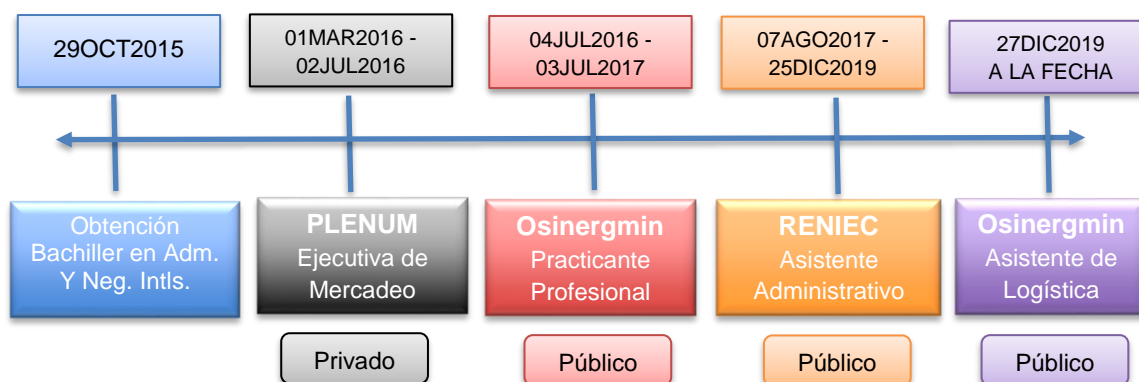 29OCT2015
01MAR2016 -
02JUL2016
04JUL2016 -
03JUL2017
07AGO2017 -
25DIC2019
27DIC2019
A LA FECHA
Obtención
Bachiller en Adm.
Y Neg. Intls.
PLENUM
Ejecutiva de
Mercadeo
Osinergmin
Practicante
Profesional
RENIEC
Asistente
Administrativo
Osinergmin
Asistente de
Logística
Privado
Público
Público
Público